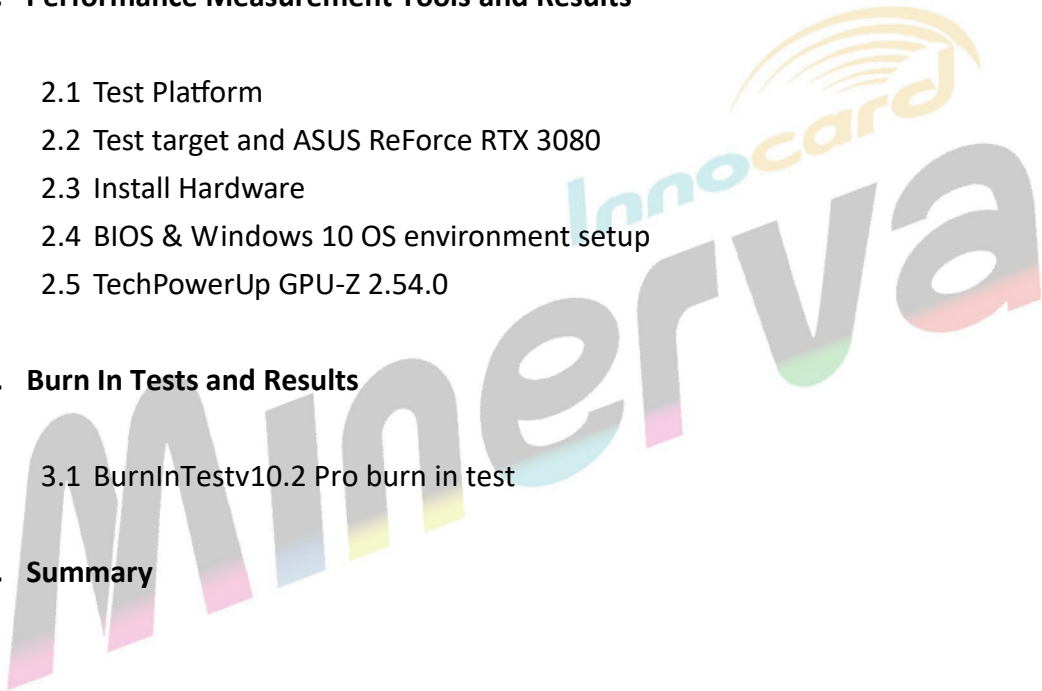 . Performance Measurement Tools and Results
2.1 Test Platform
2.2 Test target and ASUS ReForce RTX 3080
2.3 Install Hardware
2.4 BIOS & Windows 10 OS environment setup
2.5 TechPowerUp GPU-Z 2.54.0
. Burn In Tests and Results
3.1 BurnInTestv10.2 Pro burn in test
. Summary
Innocard
Minerva